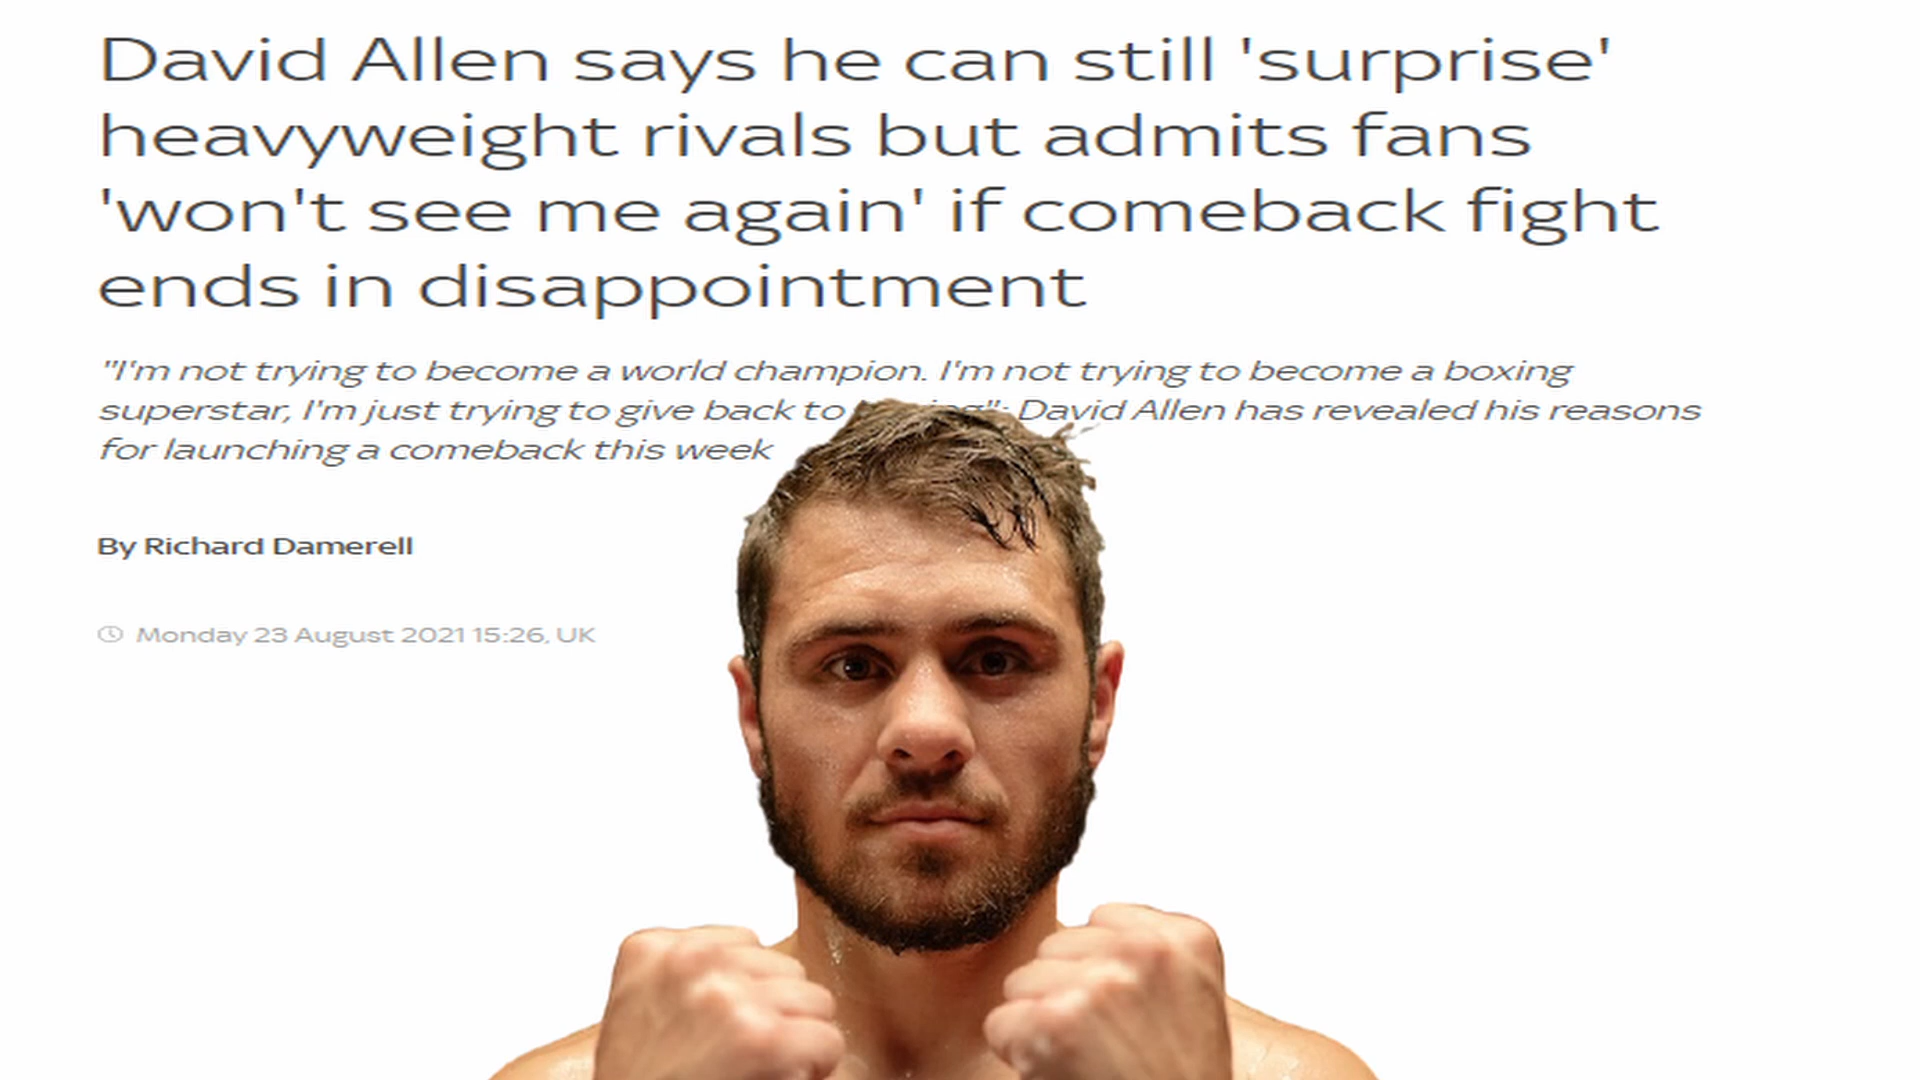 David Allen says he can still 'surprise'
heavyweight rivals but admits fans
'won't see me again' if comeback fight
ends in disappointment
"I'm not trying to become a world champion. I'm not trying to become a boxing
superstar, I'm just trying to give back to David Allen has revealed his reasons
for launching a comeback this week
By Richard Damerell
Monday 23 August 2021 15:26, UK